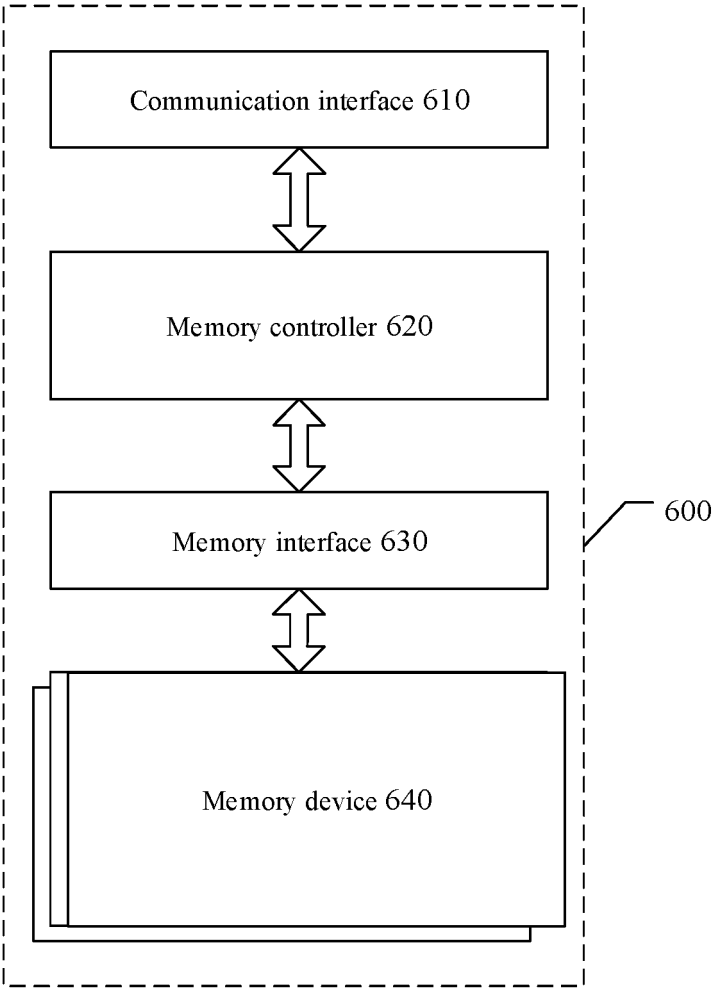 Communication interface 610
Memory controller 620
Memory interface 630
600
Memory device 640